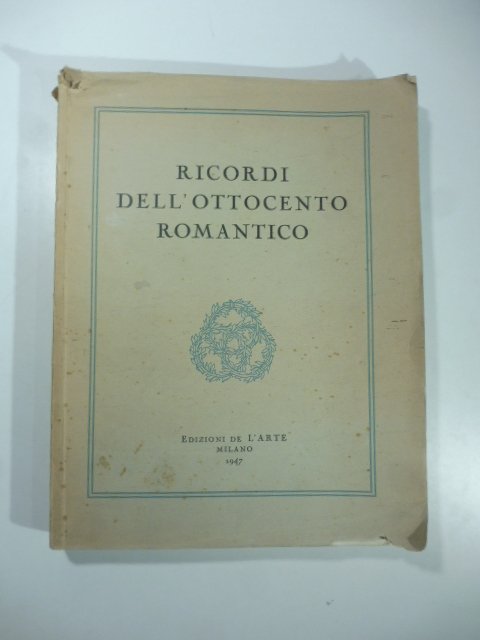 RICORDI
DELL'OTTOCENTO
ROMANTICO
EDIZIONI DE L'ARTE
MILANO
1947